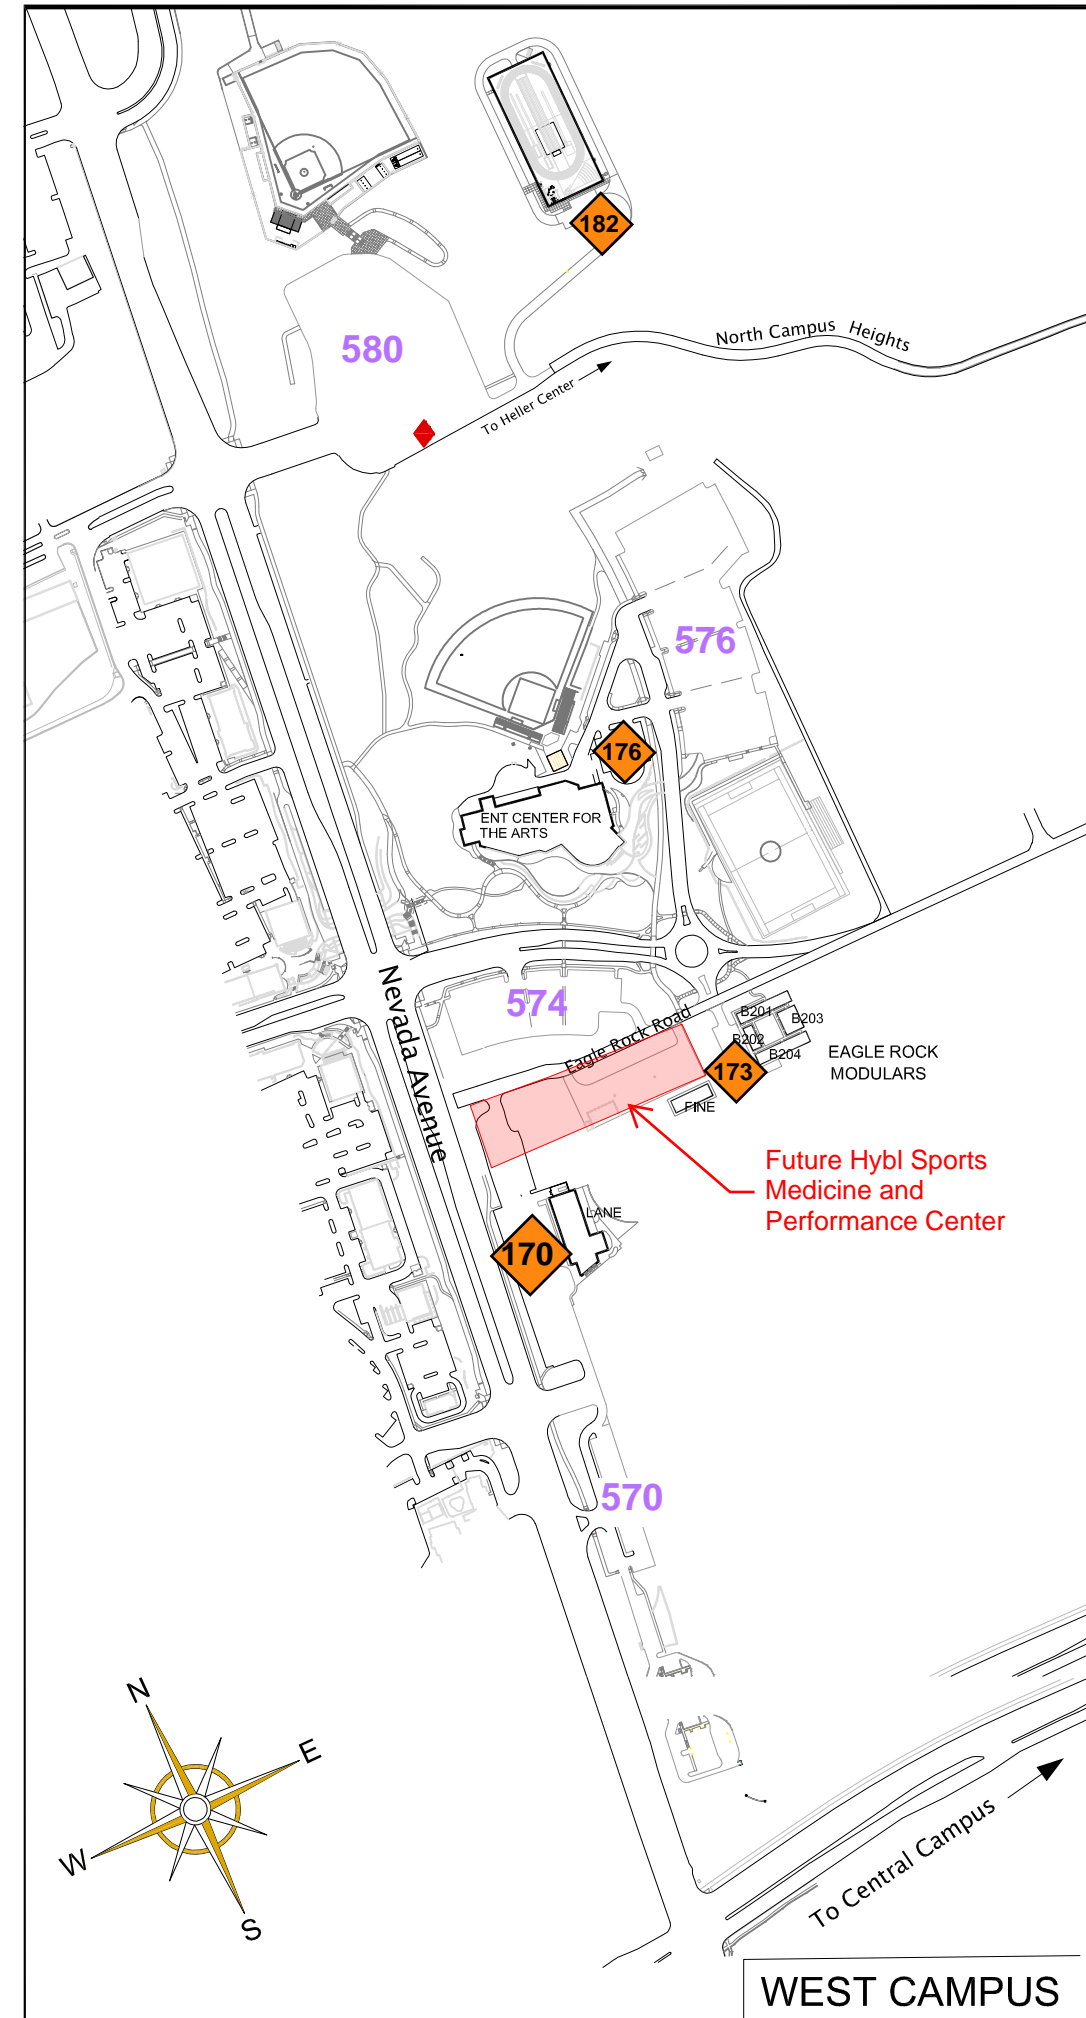 182
North Campus Heights
580
To Heller Center
576
176
ENT CENTER FOR
THE ARTS
Nevada Avenue
574
Eagle Rock Road
B201
B203
B202
B204
EAGLE ROCK
MODULARS
173
FINE
Future Hybl Sports
Medicine and
Performance Center
LANE
170
570
N
E
W
S
To Central Campus
WEST CAMPUS